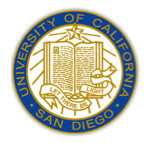 UNIVERSITY OF CALIFORNIA
LET THERE BE
LIGHT
SAN DIEGO